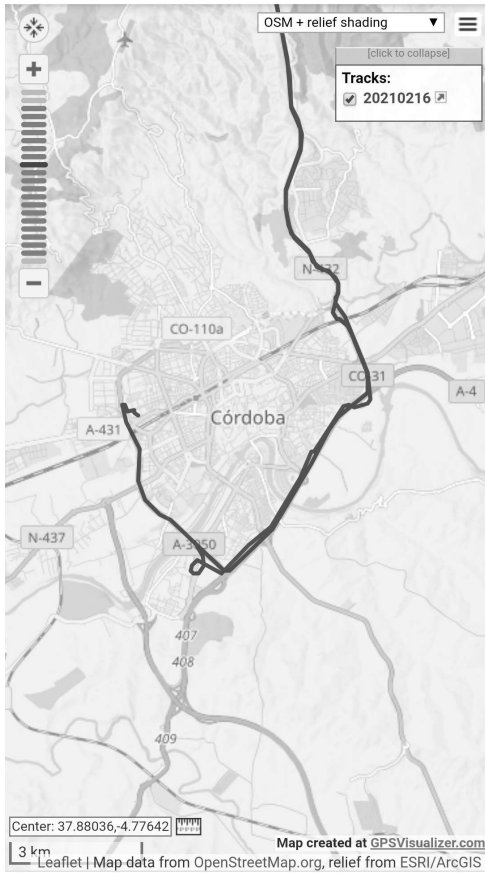 OSM + relief shading ▼
[click to collapse]
Tracks:
20210216
+
N-432
CO-110a
CO-31
A-4
Córdoba
A-431
N-437
A-3050
407
408
409
−
Center: 37.88036,-4.77642
3 km
Map created at GPSVisualizer.com
Leaflet | Map data from OpenStreetMap.org, relief from ESRI/ArcGIS